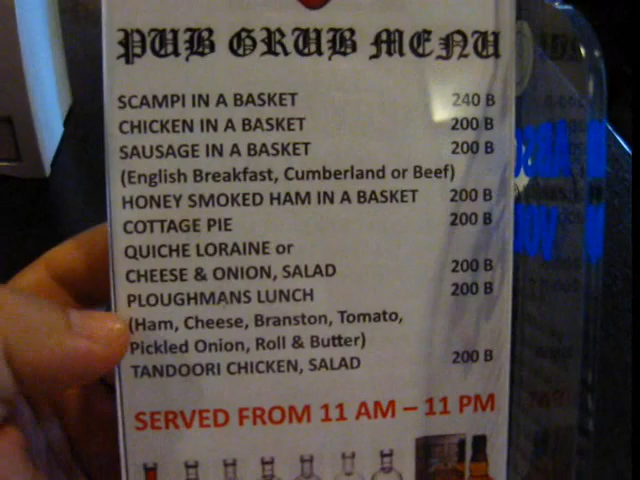 PUB GRUB MENU
SCAMPI IN A BASKET 240 B
CHICKEN IN A BASKET 200 B
SAUSAGE IN A BASKET 200 B
(English Breakfast, Cumberland or Beef)
HONEY SMOKED HAM IN A BASKET 200 B
COTTAGE PIE 200 B
QUICHE LORAINE or
CHEESE & ONION, SALAD 200 B
PLOUGHMANS LUNCH 200 B
(Ham, Cheese, Branston, Tomato,
Pickled Onion, Roll & Butter)
TANDOORI CHICKEN, SALAD 200 B
SERVED FROM 11 AM – 11 PM